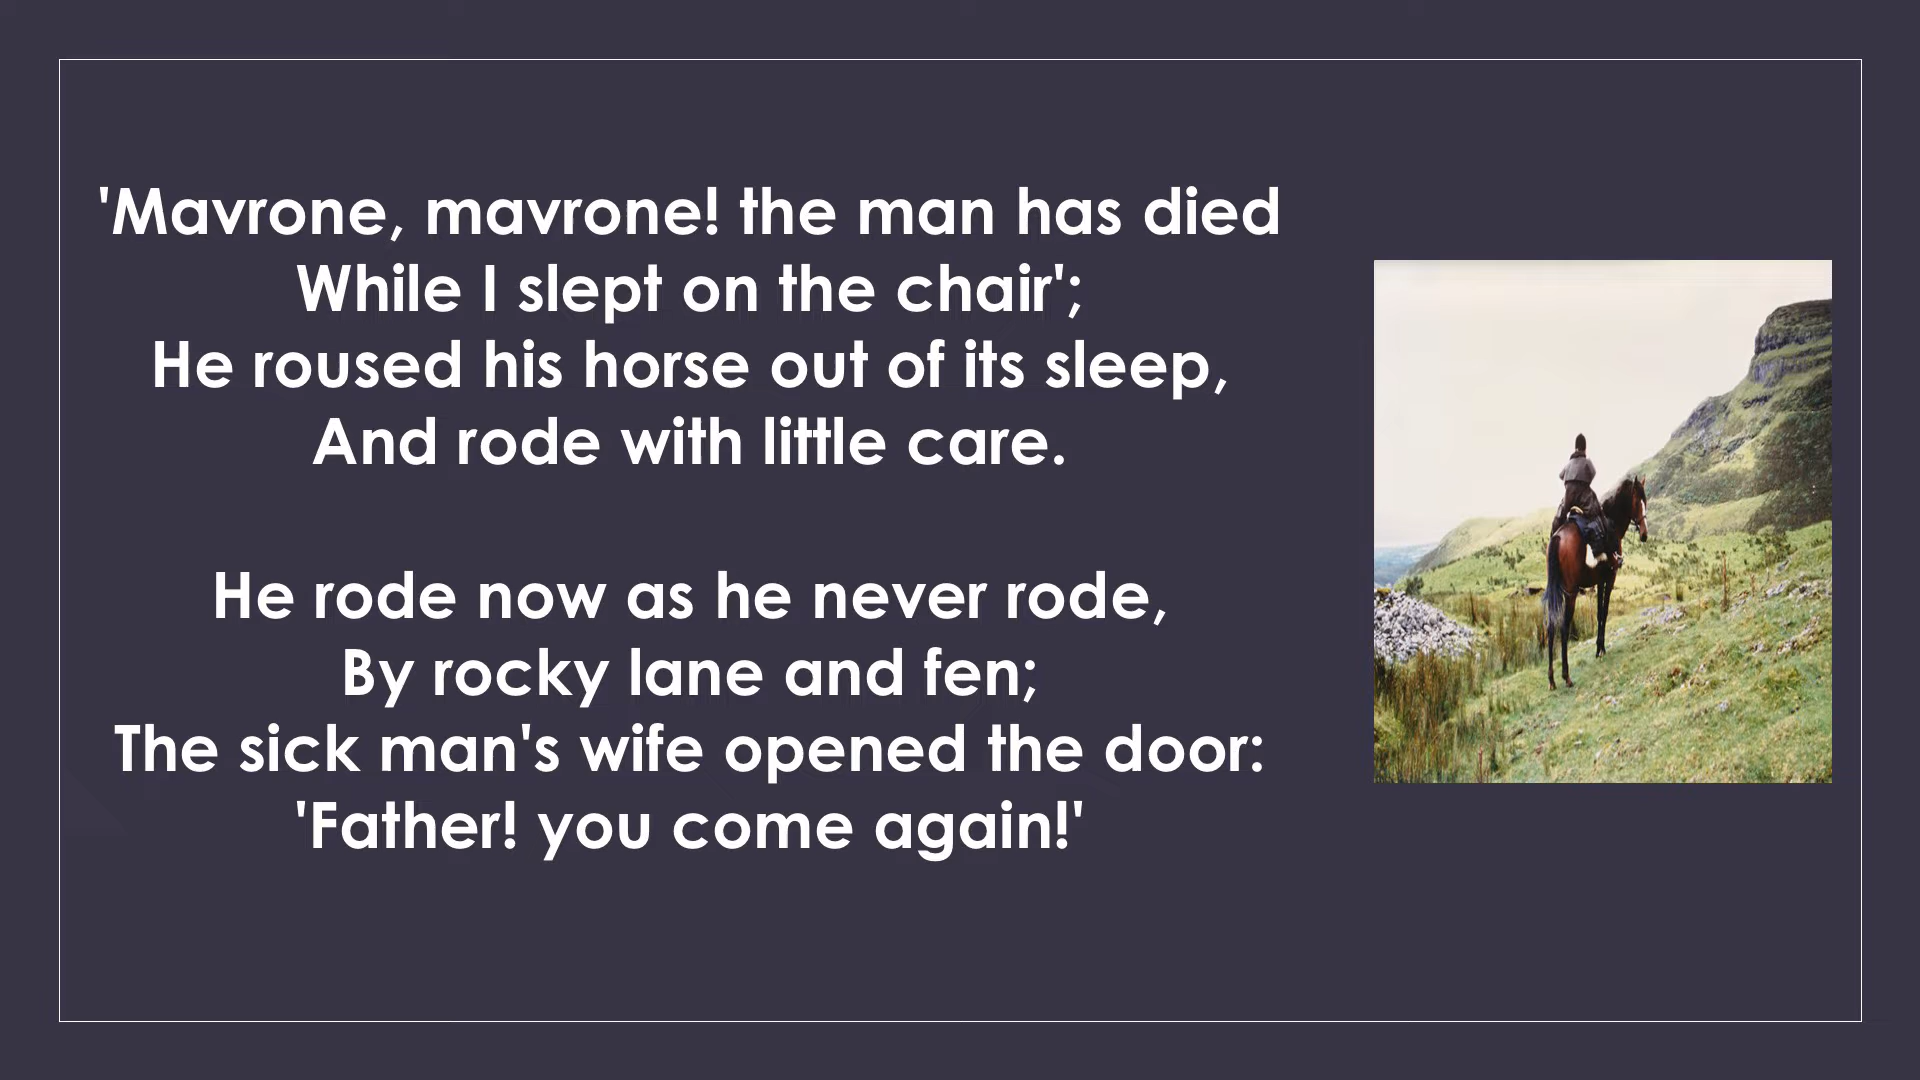 'Mavrone, mavrone! the man has died
While I slept on the chair';
He roused his horse out of its sleep,
And rode with little care.
He rode now as he never rode,
By rocky lane and fen;
The sick man's wife opened the door:
'Father! you come again!'